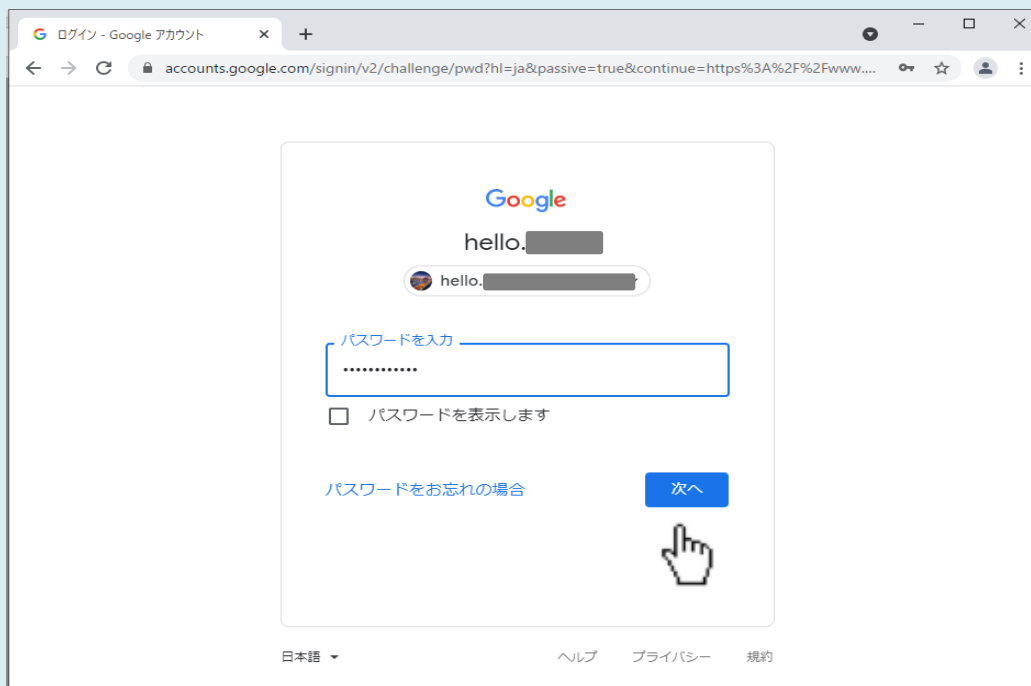 ログイン - Google アカウント
accounts.google.com/signin/v2/challenge/pwd?hl=ja&passive=true&continue=https%3A%2F%2Fwww....
Google
hello.
hello.
パスワードを入力
••••••••••••
パスワードを表示します
パスワードをお忘れの場合
次へ
日本語
ヘルプ プライバシー 規約